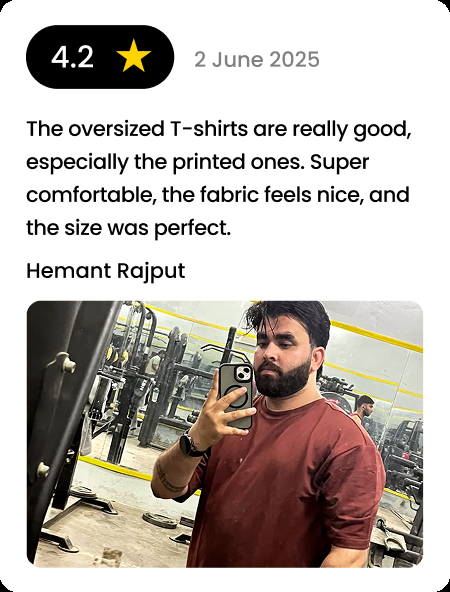 4.2 ★ 2 June 2025
The oversized T-shirts are really good,
especially the printed ones. Super
comfortable, the fabric feels nice, and
the size was perfect.
Hemant Rajput